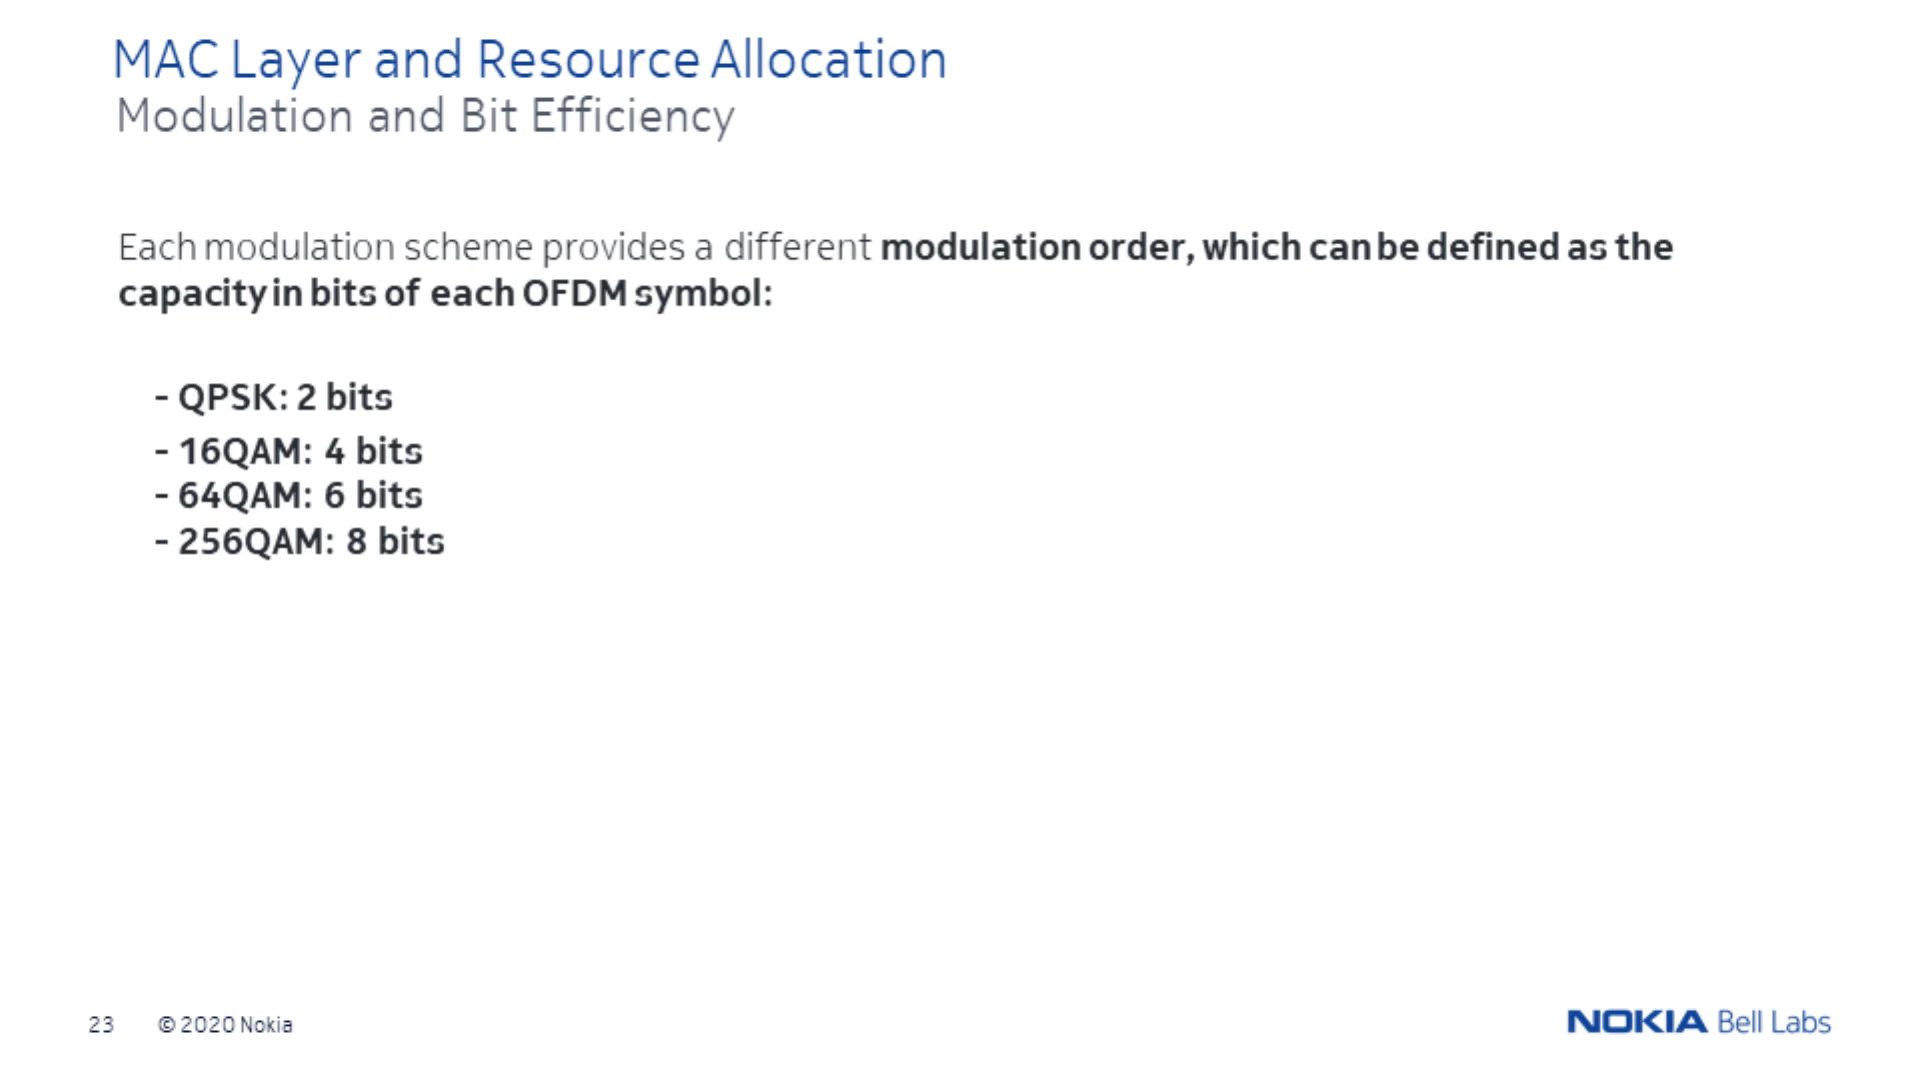 MAC Layer and Resource Allocation
Modulation and Bit Efficiency
Each modulation scheme provides a different modulation order, which can be defined as the
capacity in bits of each OFDM symbol:
- QPSK: 2 bits
- 16QAM: 4 bits
- 64QAM: 6 bits
- 256QAM: 8 bits
23 © 2020 Nokia
NOKIA Bell Labs